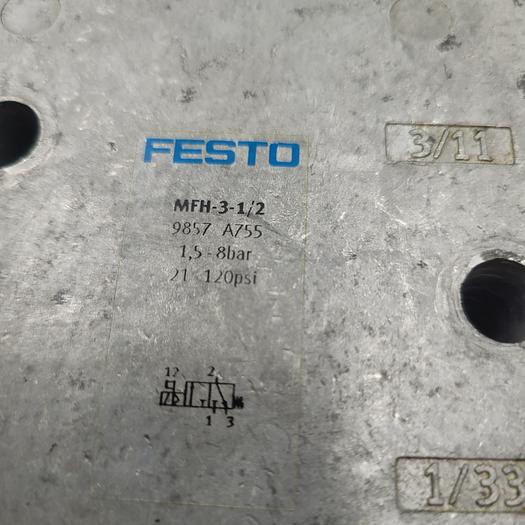 FESTO
3/11
MFH-3-1/2
9857 A755
1,5 - 8bar
21 - 120psi
12 2
1 3
1/33